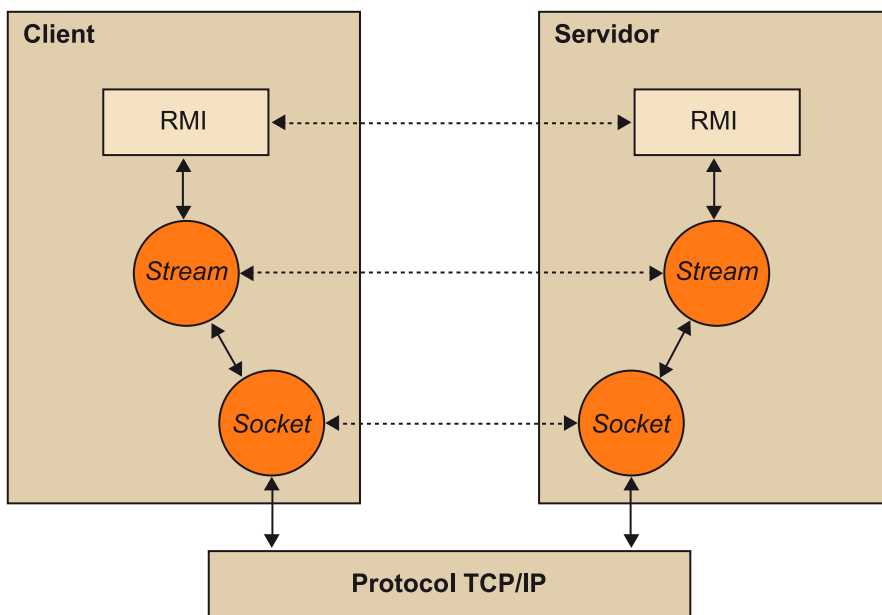 Client
Servidor
RMI
RMI
Stream
Stream
Socket
Socket
Protocol TCP/IP